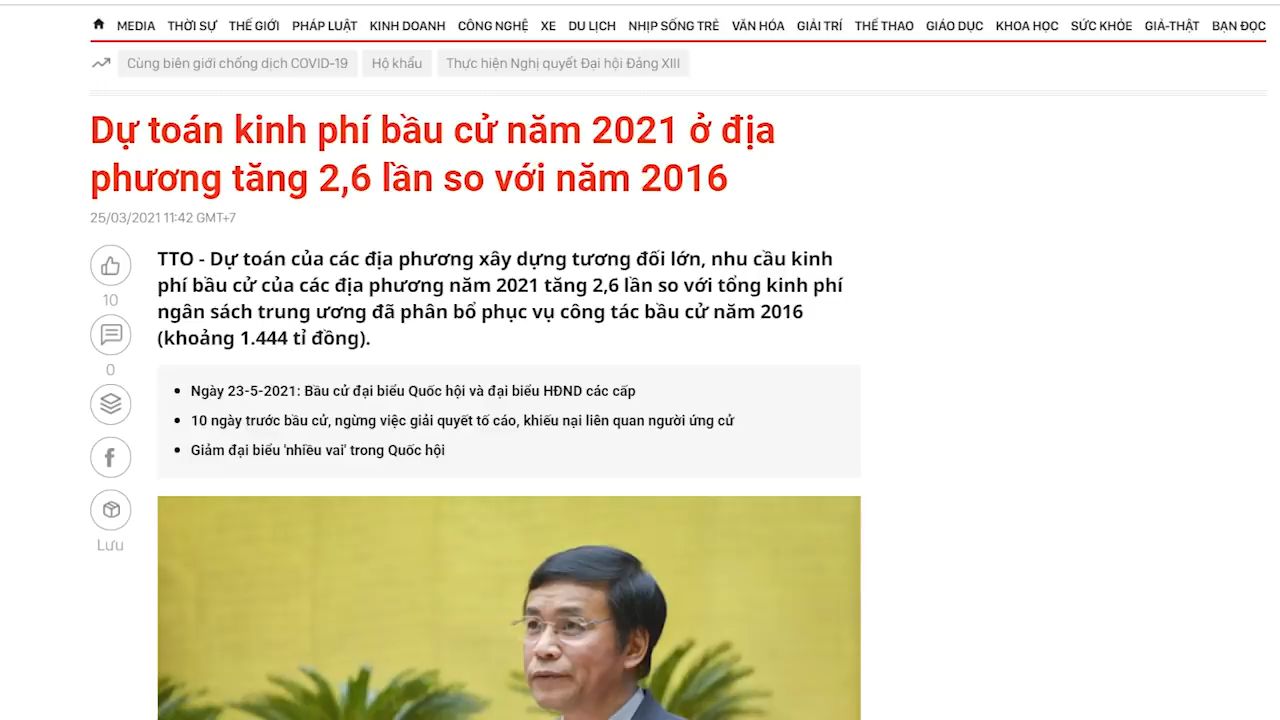 MEDIA THỜI SỰ THẾ GIỚI PHÁP LUẬT KINH DOANH CÔNG NGHỆ XE DU LỊCH NHỊP SỐNG TRẺ VĂN HÓA GIẢI TRÍ THỂ THAO GIÁO DỤC KHOA HỌC SỨC KHỎE GIẢ-THẬT BẠN ĐỌC
Cùng biên giới chống dịch COVID-19 Hộ khẩu Thực hiện Nghị quyết Đại hội Đảng XIII
Dự toán kinh phí bầu cử năm 2021 ở địa
phương tăng 2,6 lần so với năm 2016
25/03/2021 11:42 GMT+7
TTO - Dự toán của các địa phương xây dựng tương đối lớn, nhu cầu kinh
phí bầu cử của các địa phương năm 2021 tăng 2,6 lần so với tổng kinh phí
ngân sách trung ương đã phân bổ phục vụ công tác bầu cử năm 2016
(khoảng 1.444 tỉ đồng).
10
0
Lưu
Ngày 23-5-2021: Bầu cử đại biểu Quốc hội và đại biểu HĐND các cấp
10 ngày trước bầu cử, ngừng việc giải quyết tố cáo, khiếu nại liên quan người ứng cử
Giảm đại biểu 'nhiều vai' trong Quốc hội